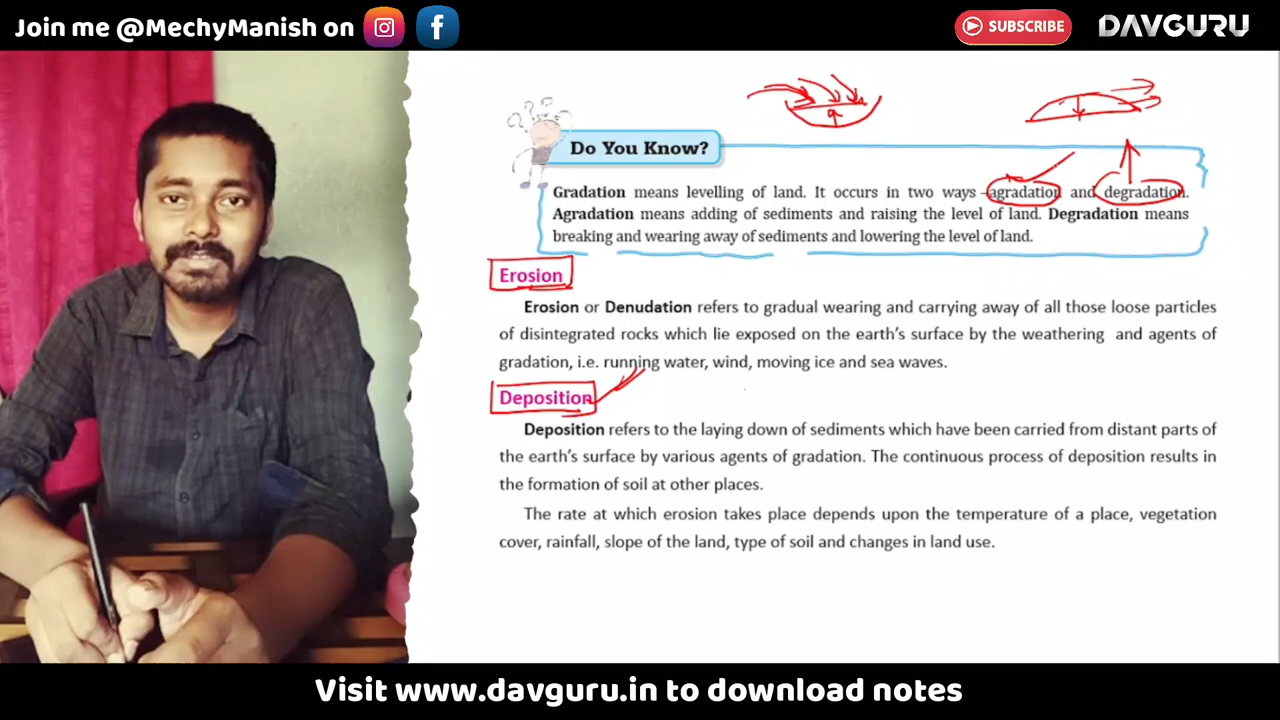 Join me @MechyManish on
SUBSCRIBE
DAVGURU
Do You Know?
Gradation means levelling of land. It occurs in two ways -agradation and degradation.
Agradation means adding of sediments and raising the level of land. Degradation means
breaking and wearing away of sediments and lowering the level of land.
Erosion
Erosion or Denudation refers to gradual wearing and carrying away of all those loose particles
of disintegrated rocks which lie exposed on the earth's surface by the weathering and agents of
gradation, i.e. running water, wind, moving ice and sea waves.
Deposition
Deposition refers to the laying down of sediments which have been carried from distant parts of
the earth's surface by various agents of gradation. The continuous process of deposition results in
the formation of soil at other places.
The rate at which erosion takes place depends upon the temperature of a place, vegetation
cover, rainfall, slope of the land, type of soil and changes in land use.
Visit www.davguru.in to download notes